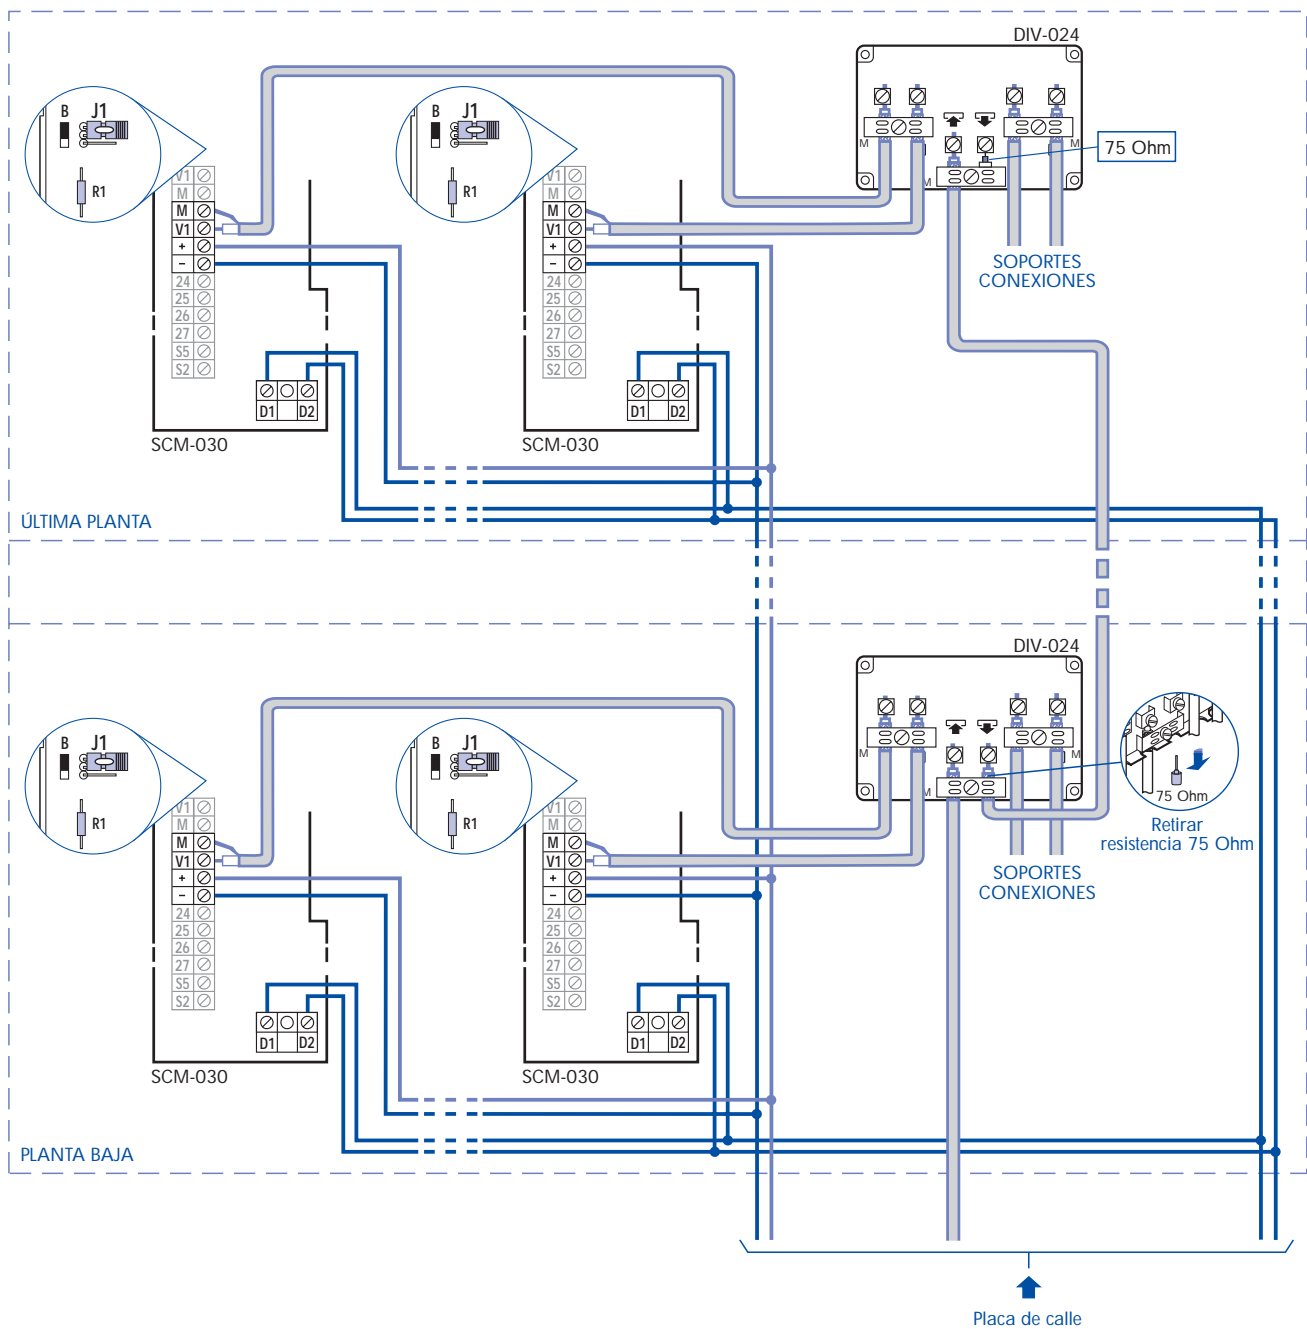 DIV-024
B
J1
R1
B
J1
R1
75 Ohm
M
M
M
V1
M
M
V1
+
–
24
25
26
27
S5
S2
V1
M
M
V1
+
–
24
25
26
27
S5
S2
SOPORTES
CONEXIONES
D1
D2
D1
D2
SCM-030
SCM-030
ÚLTIMA PLANTA
DIV-024
B
J1
R1
B
J1
R1
M
M
M
75 Ohm
Retirar
resistencia 75 Ohm
V1
M
M
V1
+
–
24
25
26
27
S5
S2
V1
M
M
V1
+
–
24
25
26
27
S5
S2
SOPORTES
CONEXIONES
D1
D2
D1
D2
SCM-030
SCM-030
PLANTA BAJA
Placa de calle